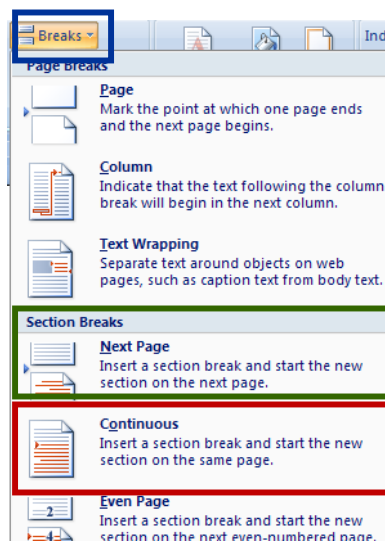 Breaks
Ind
Page Breaks
Page
Mark the point at which one page ends
and the next page begins.
Column
Indicate that the text following the column
break will begin in the next column.
Text Wrapping
Separate text around objects on web
pages, such as caption text from body text.
Section Breaks
Next Page
Insert a section break and start the new
section on the next page.
Continuous
Insert a section break and start the new
section on the same page.
Even Page
Insert a section break and start the new
section on the next even-numbered page.
2
4